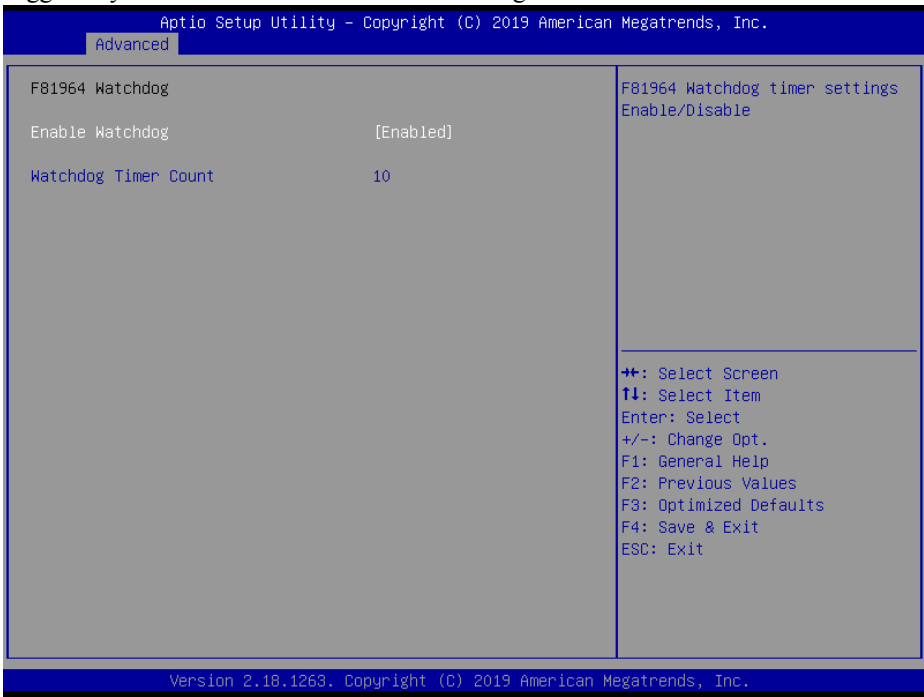 Aptio Setup Utility – Copyright (C) 2019 American Megatrends, Inc.
Advanced
F81964 Watchdog
Enable Watchdog [Enabled]
Watchdog Timer Count 10
F81964 Watchdog timer settings
Enable/Disable
→←: Select Screen
↑↓: Select Item
Enter: Select
+/-: Change Opt.
F1: General Help
F2: Previous Values
F3: Optimized Defaults
F4: Save & Exit
ESC: Exit
Version 2.18.1263. Copyright (C) 2019 American Megatrends, Inc.